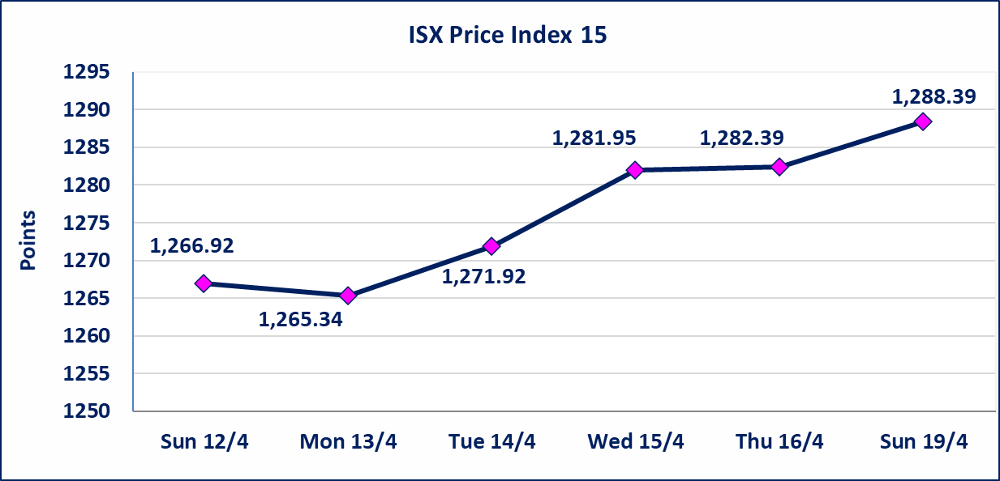 ISX Price Index 15
1295
1290
1285
1280
1275
1270
1265
1260
1255
1250
Points
1,266.92
1,265.34
1,271.92
1,281.95
1,282.39
1,288.39
Sun 12/4
Mon 13/4
Tue 14/4
Wed 15/4
Thu 16/4
Sun 19/4